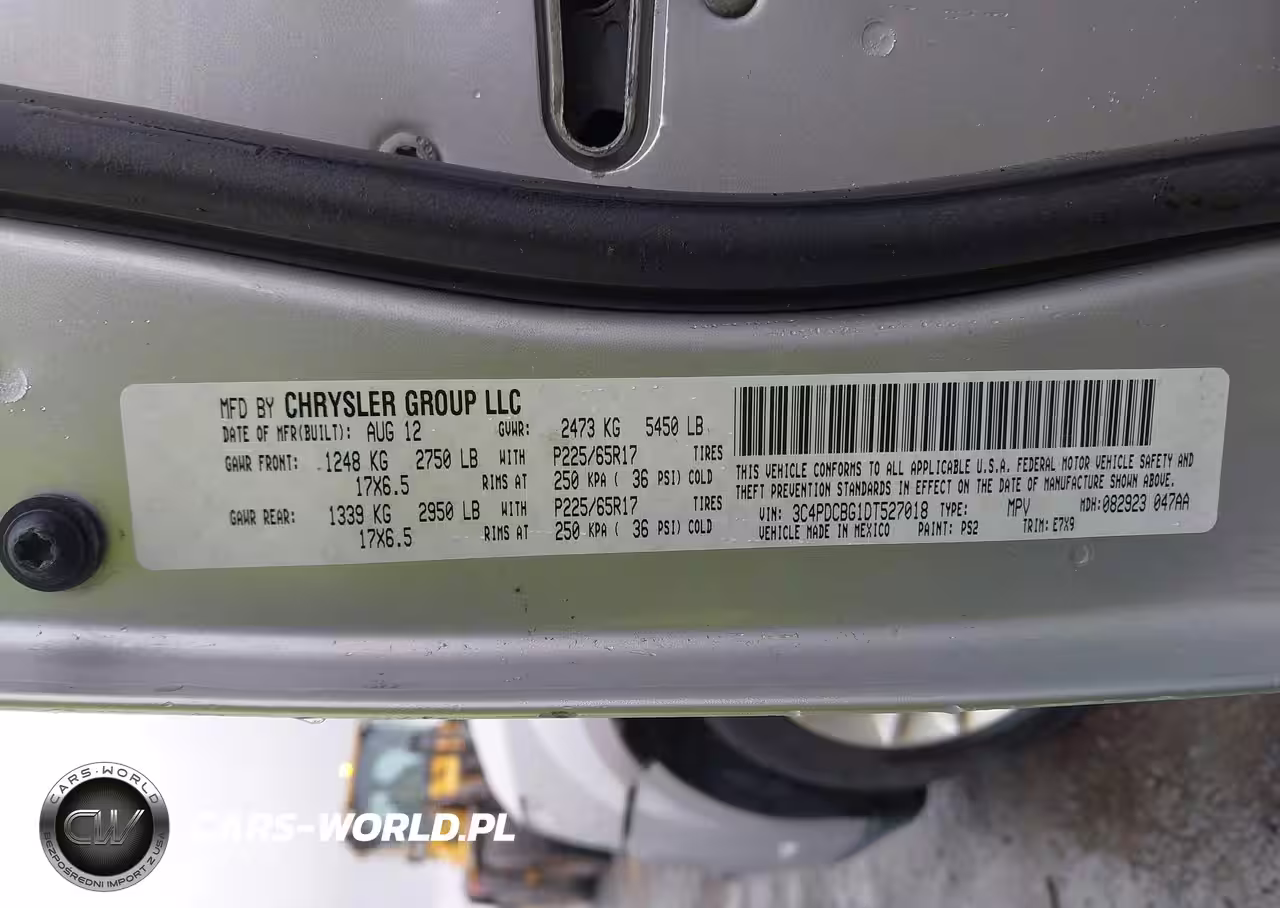 MFD BY CHRYSLER GROUP LLC
DATE OF MFR(BUILT): AUG 12 GVWR: 2473 KG 5450 LB
GAWR FRONT: 1248 KG 2750 LB WITH P225/65R17 TIRES
17X6.5 RIMS AT 250 KPA ( 36 PSI) COLD
GAWR REAR: 1339 KG 2950 LB WITH P225/65R17 TIRES
17X6.5 RIMS AT 250 KPA ( 36 PSI) COLD
THIS VEHICLE CONFORMS TO ALL APPLICABLE U.S.A. FEDERAL MOTOR VEHICLE SAFETY AND
THEFT PREVENTION STANDARDS IN EFFECT ON THE DATE OF MANUFACTURE SHOWN ABOVE.
VIN: 3C4PDCBG1DT527018 TYPE: MPV MDH: 082923 047AA
VEHICLE MADE IN MEXICO PAINT: PS2 TRIM: E7X9
CARS-WORLD
CW
BEZPOŚREDNI IMPORT Z USA
CARS-WORLD.PL